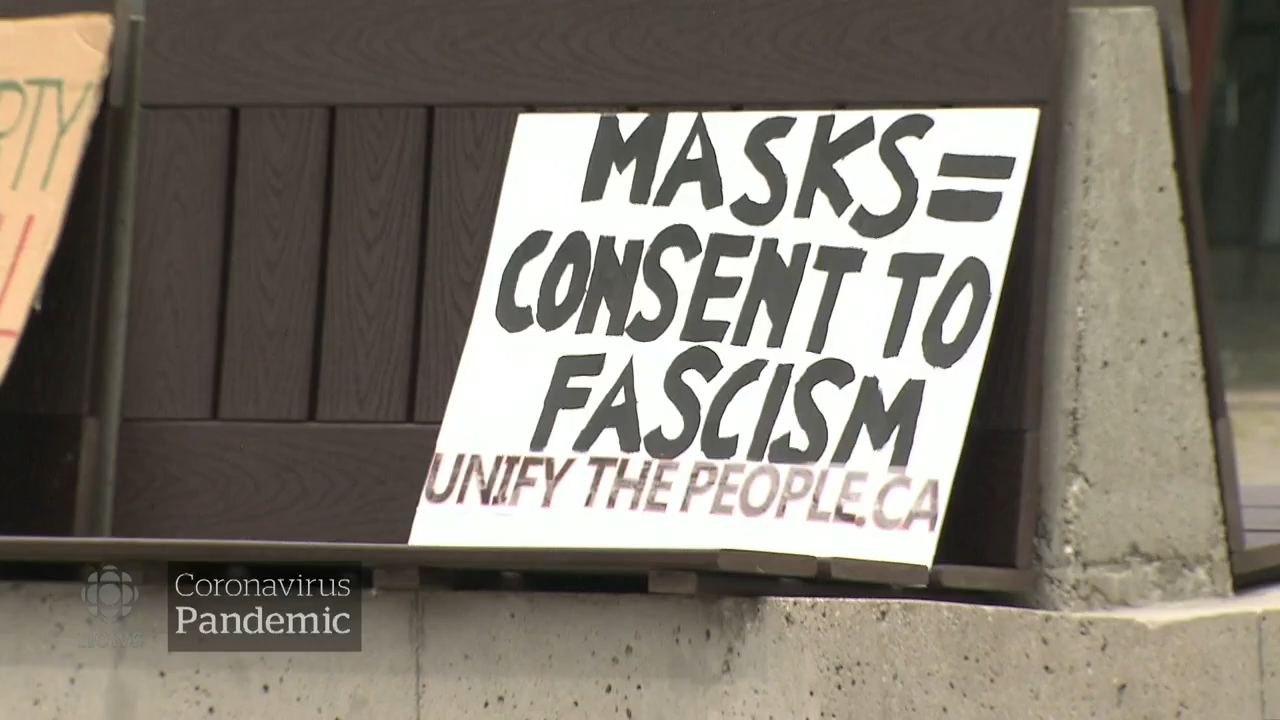 MASKS=
CONSENT TO
FASCISM
UNIFY THE PEOPLE.CA
Coronavirus
Pandemic